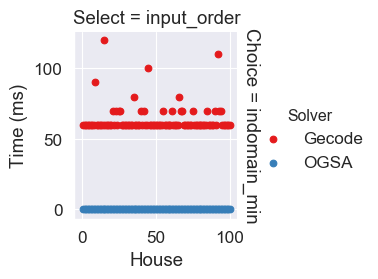 Select = input_order
Time (ms)
100
50
0
0
50
100
House
Choice = indomain_min
Solver
Gecode
OGSA